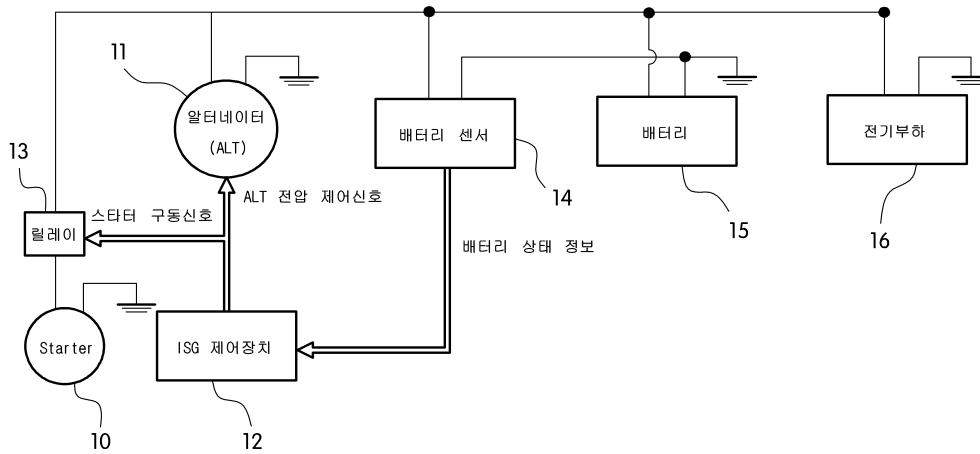 11
알터네이터
(ALT)
배터리 센서
배터리
전기부하
13
릴레이
스타터 구동신호
ALT 전압 제어신호
14
15
16
배터리 상태 정보
Starter
ISG 제어장치
10
12